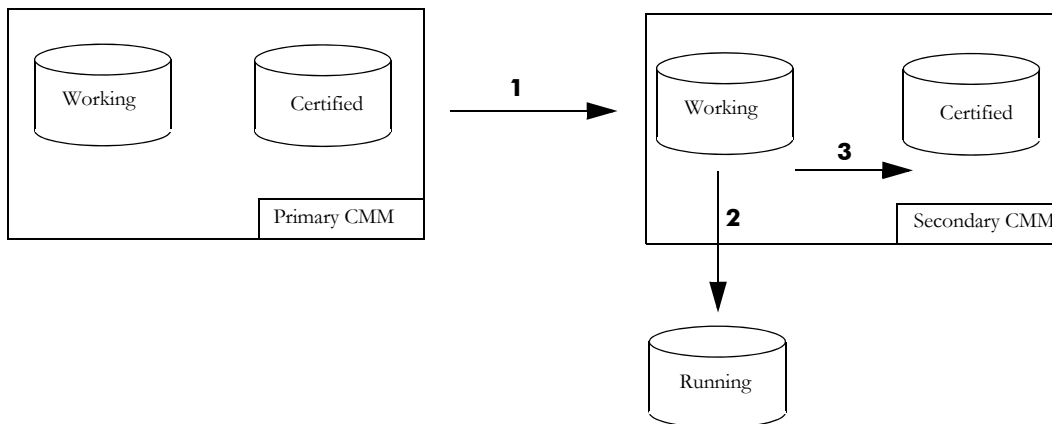 Working
Certified
Primary CMM
1
Working
Certified
3
2
Secondary CMM
Running